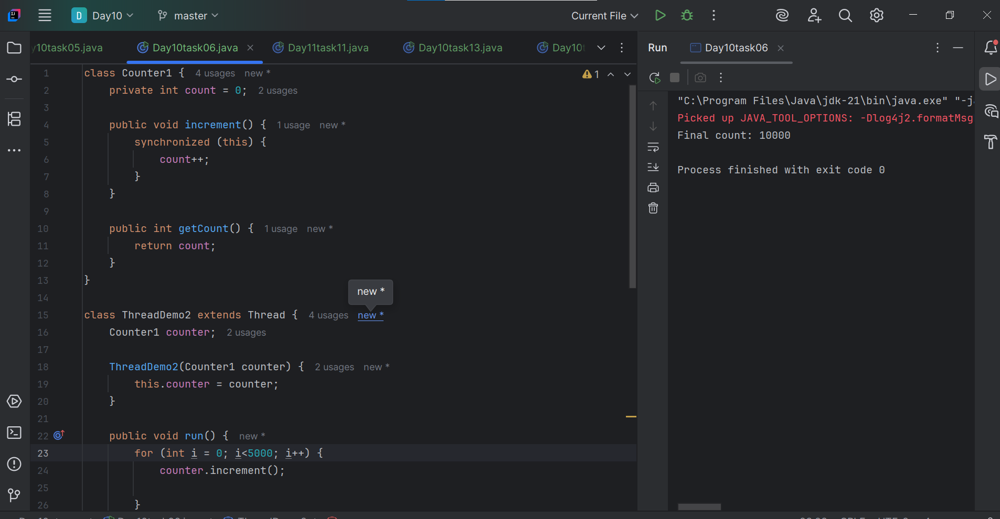 D Day10 master Current File
y10task05.java Day10task06.java Day11task11.java Day10task13.java Day10t
Run Day10task06
1
1 class Counter1 { 4 usages new *
2 private int count = 0; 2 usages
3
4 public void increment() { 1 usage new *
5 synchronized (this) {
6 count++;
7 }
8 }
9
10 public int getCount() { 1 usage new *
11 return count;
12 }
13 }
14
new *
15 class ThreadDemo2 extends Thread { 4 usages new *
16 Counter1 counter; 2 usages
17
18 ThreadDemo2(Counter1 counter) { 2 usages new *
19 this.counter = counter;
20 }
21
22 public void run() { new *
23 for (int i = 0; i<5000; i++) {
24 counter.increment();
25
26 }
"C:\Program Files\Java\jdk-21\bin\java.exe" "-j
Picked up JAVA_TOOL_OPTIONS: -Dlog4j2.formatMsg
Final count: 10000
Process finished with exit code 0